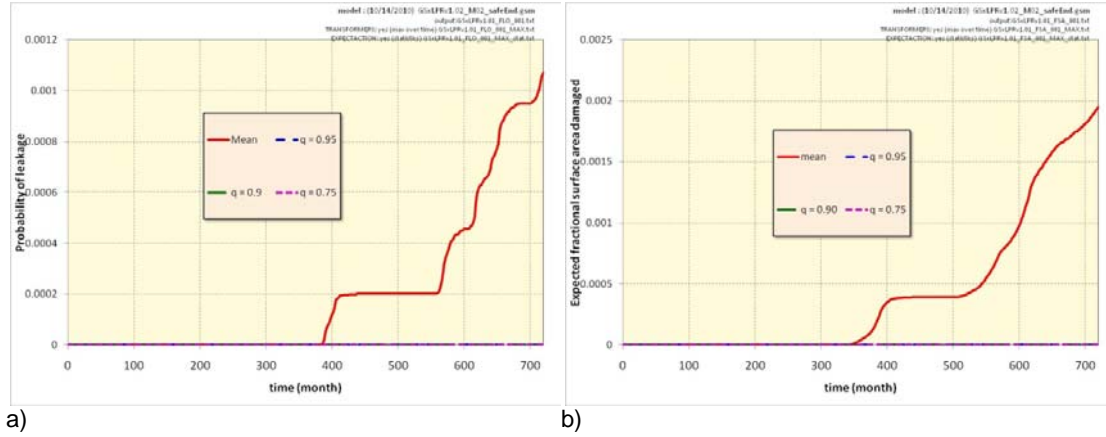 model : (10/14/2010) GSxLPRv1.02_M02_safeEnd.gsm
output:GSxLPRv1.01_FLO_001.txt
TRANSFORMERS: yes (max over time)-GSxLPRv1.01_FLO_001_MAX.txt
EXPECTACTION: yes (statistics)-GSxLPRv1.01_FLO_001_MAX_stat.txt
0.0012
0.001
0.0008
0.0006
0.0004
0.0002
0
Probability of leakage
Mean
q = 0.95
q = 0.9
q = 0.75
0 100 200 300 400 500 600 700
time (month)
a)
model : (10/14/2010) GSxLPRv1.02_M02_safeEnd.gsm
output:GSxLPRv1.01_FSA_001.txt
TRANSFORMERS: yes (max over time)-GSxLPRv1.01_FSA_001_MAX.txt
EXPECTACTION: yes (statistics)-GSxLPRv1.01_FSA_001_MAX_stat.txt
0.0025
0.002
0.0015
0.001
0.0005
0
Expected fractional surface area damaged
mean
q = 0.95
q = 0.90
q = 0.75
0 100 200 300 400 500 600 700
time (month)
b)